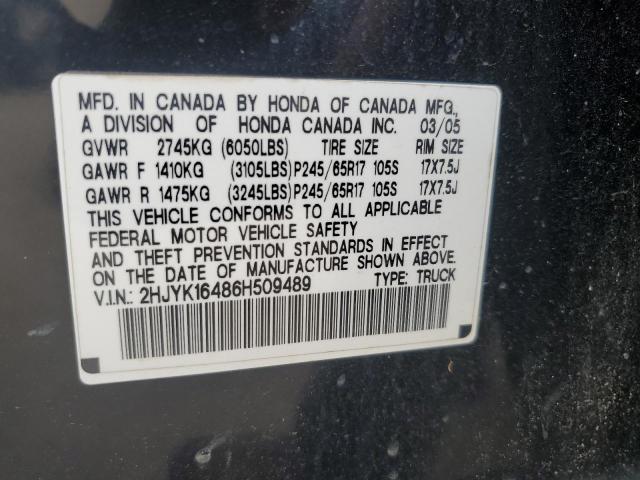 MFD. IN CANADA BY HONDA OF CANADA MFG.,
A DIVISION OF HONDA CANADA INC. 03/05
GVWR 2745KG (6050LBS) TIRE SIZE RIM SIZE
GAWR F 1410KG (3105LBS)P245/65R17 105S 17X7.5J
GAWR R 1475KG (3245LBS)P245/65R17 105S 17X7.5J
THIS VEHICLE CONFORMS TO ALL APPLICABLE
FEDERAL MOTOR VEHICLE SAFETY
AND THEFT PREVENTION STANDARDS IN EFFECT
ON THE DATE OF MANUFACTURE SHOWN ABOVE.
V.I.N.: 2HJYK16486H509489 TYPE: TRUCK